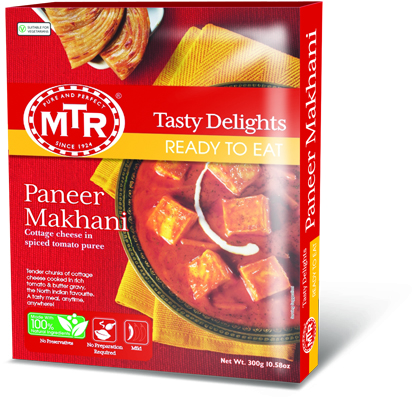 SUITABLE FOR
VEGETARIANS
PURE AND PERFECT
MTR
®
SINCE 1924
Tasty Delights
READY TO EAT
Paneer
Makhani
Cottage cheese in
spiced tomato puree
Tender chunks of cottage
cheese cooked in rich
tomato & butter gravy,
the North Indian favourite.
A tasty meal, anytime,
anywhere!
100%
No Preservatives
No Preparation
Required
Mild
Net Wt. 300g 10.58oz
Paneer Makhani
Tasty Delights
READY TO EAT
MTR